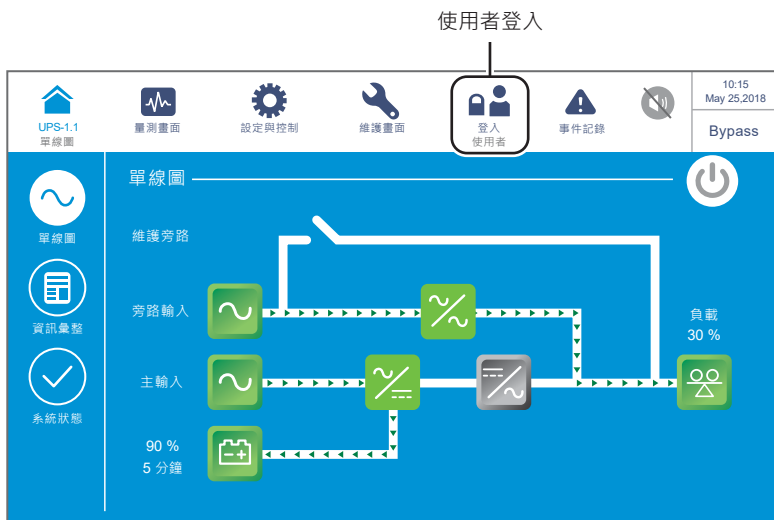 使用者登入
10:15
May 25,2018
UPS-1.1
單線圖
量測畫面
設定與控制
維護畫面
登入
使用者
事件記錄
Bypass
單線圖
單線圖
維護旁路
資訊彙整
旁路輸入
負載
30 %
主輸入
系統狀態
90 %
5 分鐘